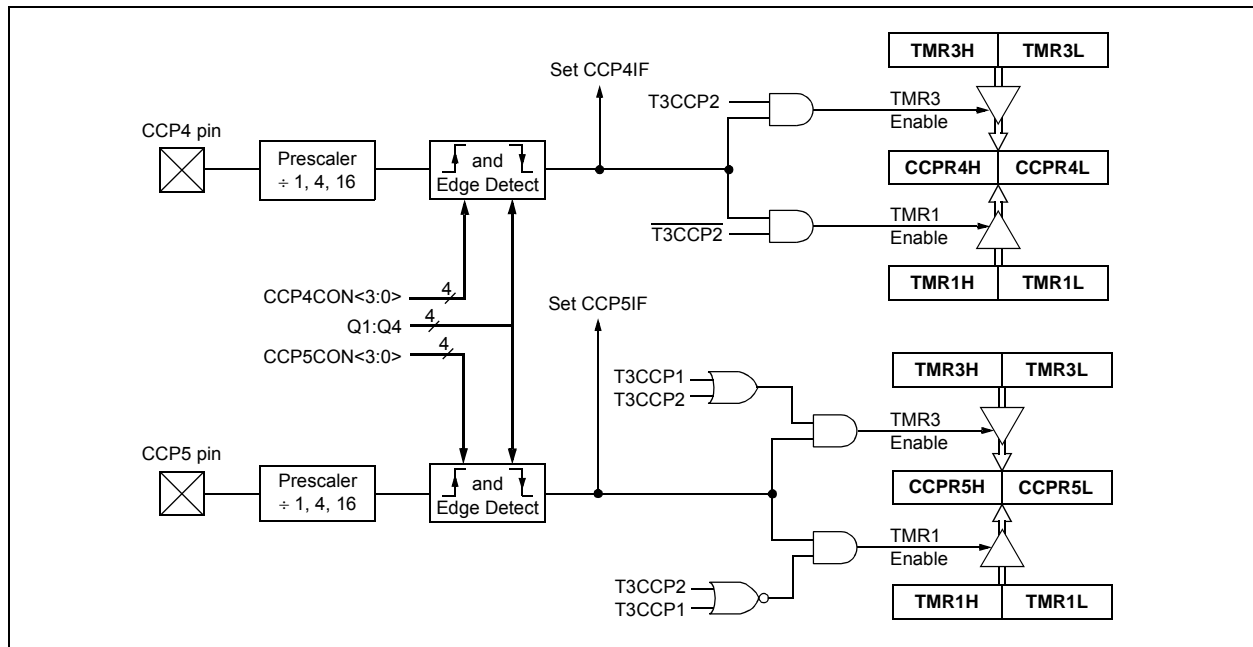 TMR3H TMR3L
Set CCP4IF
T3CCP2
TMR3
Enable
CCP4 pin
Prescaler
÷ 1, 4, 16
and
Edge Detect
CCPR4H CCPR4L
TMR1
Enable
T3CCP2
TMR1H TMR1L
CCP4CON<3:0> 4
Q1:Q4 4
CCP5CON<3:0> 4
Set CCP5IF
TMR3H TMR3L
T3CCP1
T3CCP2
TMR3
Enable
CCP5 pin
Prescaler
÷ 1, 4, 16
and
Edge Detect
CCPR5H CCPR5L
TMR1
Enable
T3CCP2
T3CCP1
TMR1H TMR1L